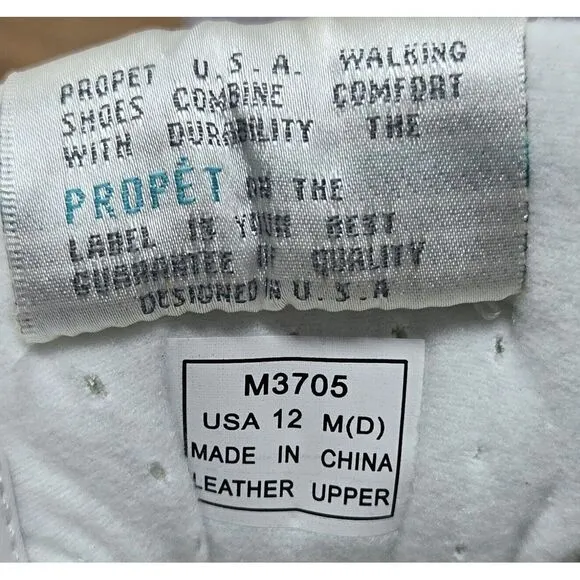 PROPET U.S.A. WALKING
SHOES COMBINE COMFORT
WITH DURABILITY THE
PROPÉT ON THE
LABEL IS YOUR BEST
GUARANTEE OF QUALITY
DESIGNED IN U.S.A
M3705
USA 12 M(D)
MADE IN CHINA
LEATHER UPPER